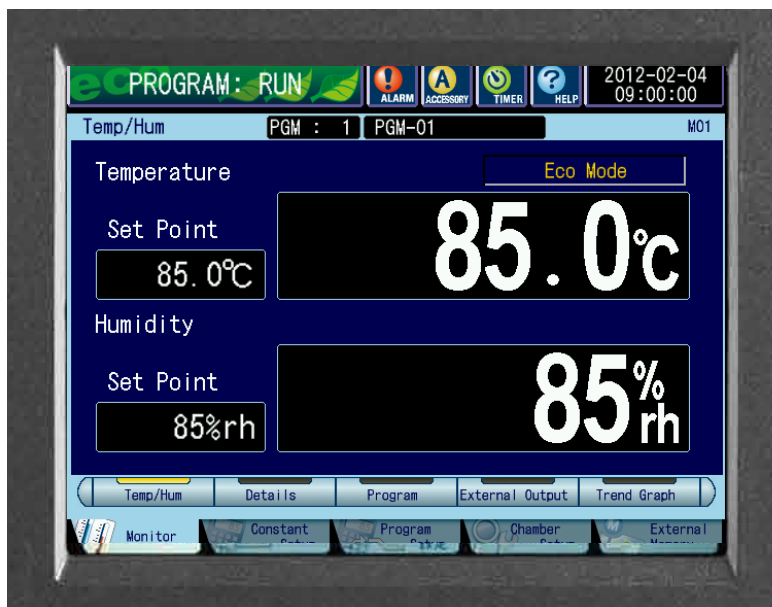 eco PROGRAM: RUN ALARM ACCESSORY TIMER HELP 2012-02-04
09:00:00
Temp/Hum PGM : 1 PGM-01 M01
Temperature Eco Mode
Set Point
85.0℃ 85.0℃
Humidity
Set Point
85%rh 85%rh
Temp/Hum Details Program External Output Trend Graph
Monitor Constant Program Chamber External